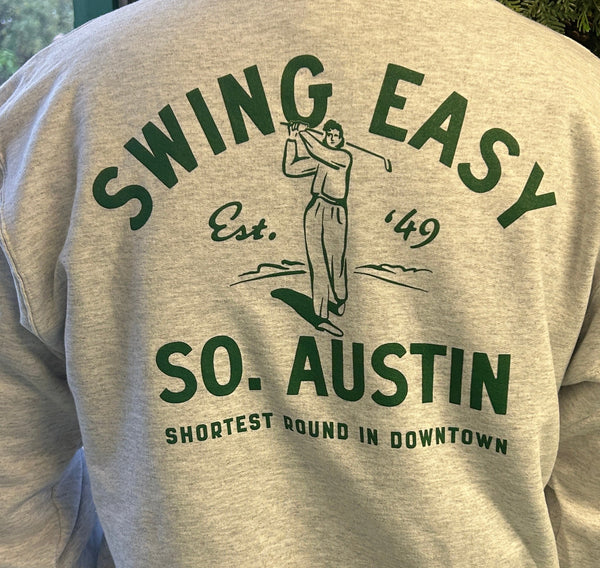 SWING EASY
Est. '49
SO. AUSTIN
SHORTEST ROUND IN DOWNTOWN